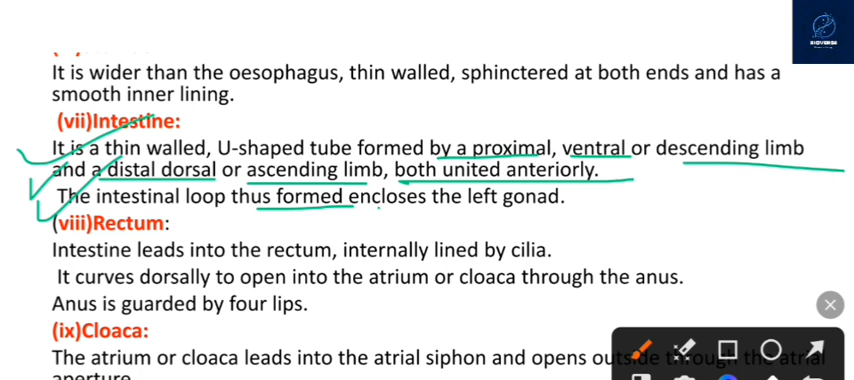 BIOVERSE
It is wider than the oesophagus, thin walled, sphinctered at both ends and has a
smooth inner lining.
(vii)Intestine:
It is a thin walled, U-shaped tube formed by a proximal, ventral or descending limb
and a distal dorsal or ascending limb, both united anteriorly.
The intestinal loop thus formed encloses the left gonad.
(viii)Rectum:
Intestine leads into the rectum, internally lined by cilia.
It curves dorsally to open into the atrium or cloaca through the anus.
Anus is guarded by four lips.
(ix)Cloaca:
The atrium or cloaca leads into the atrial siphon and opens outside through the atrial
aperture